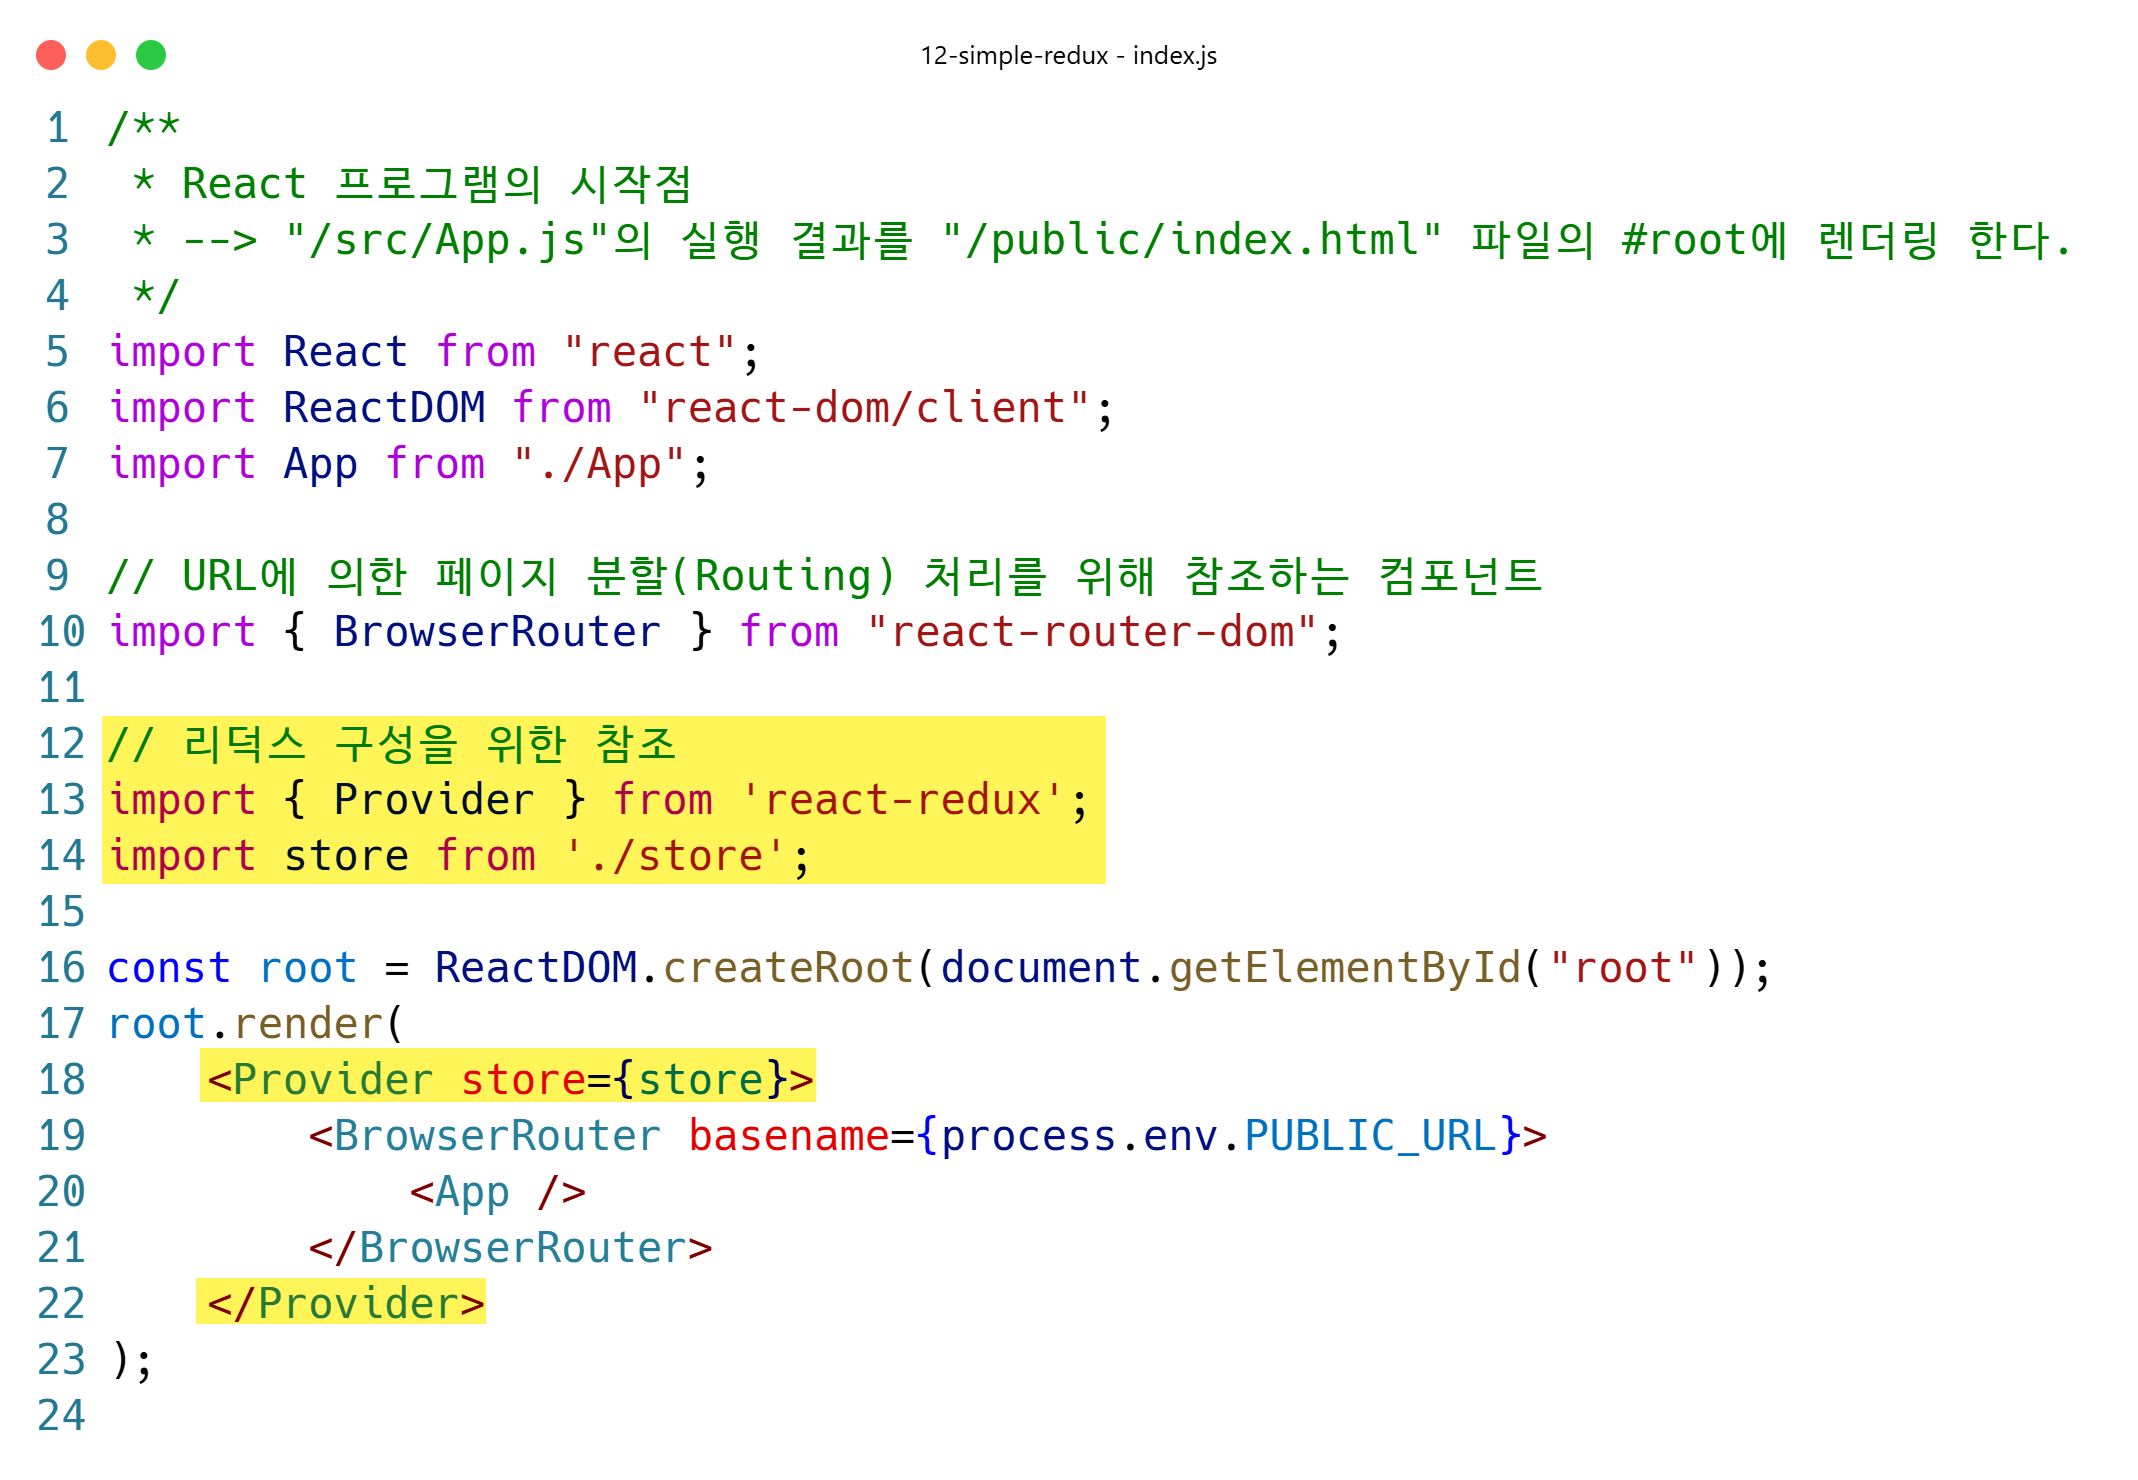 12-simple-redux - index.js
1 /**
2  * React 프로그램의 시작점
3  * --> "/src/App.js"의 실행 결과를 "/public/index.html" 파일의 #root에 렌더링 한다.
4  */
5 import React from "react";
6 import ReactDOM from "react-dom/client";
7 import App from "./App";
8
9 // URL에 의한 페이지 분할(Routing) 처리를 위해 참조하는 컴포넌트
10 import { BrowserRouter } from "react-router-dom";
11
12 // 리덕스 구성을 위한 참조
13 import { Provider } from 'react-redux';
14 import store from './store';
15
16 const root = ReactDOM.createRoot(document.getElementById("root"));
17 root.render(
18     <Provider store={store}>
19         <BrowserRouter basename={process.env.PUBLIC_URL}>
20             <App />
21         </BrowserRouter>
22     </Provider>
23 );
24